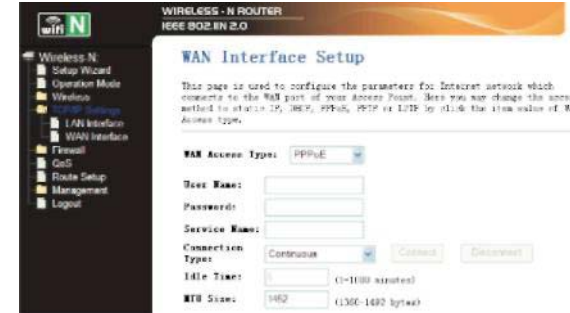 wifi N
WIRELESS - N ROUTER
IEEE 802.11N 2.0
Wireless-N
Setup Wizard
Operation Mode
Wireless
TCP/IP Settings
LAN Interface
WAN Interface
Firewall
QoS
Route Setup
Management
Logout
WAN Interface Setup
This page is used to configure the parameters for Internet network which
connects to the WAN port of your Access Point. Here you may change the
method to static IP, DHCP, PPPoE, PPTP or L2TP by click the item value of
Access type.
WAN Access Type: PPPoE
User Name:
Password:
Service Name:
Connection
Type: Continuous Connect Disconnect
Idle Time: (1-1000 minutes)
MTU Size: (1360-1492 bytes)